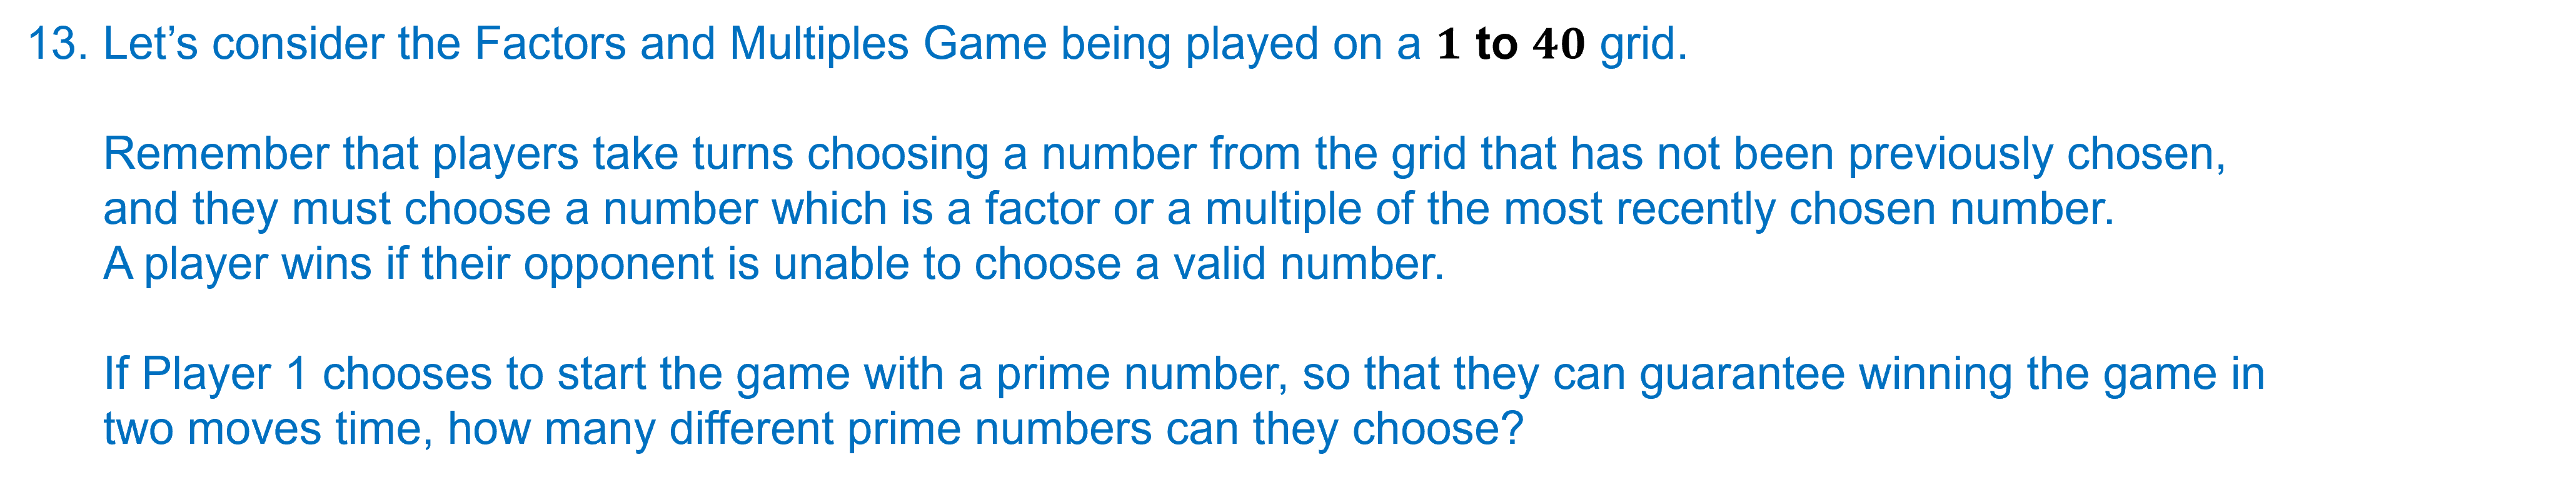 13. Let’s consider the Factors and Multiples Game being played on a 1 to 40 grid.
Remember that players take turns choosing a number from the grid that has not been previously chosen,
and they must choose a number which is a factor or a multiple of the most recently chosen number.
A player wins if their opponent is unable to choose a valid number.
If Player 1 chooses to start the game with a prime number, so that they can guarantee winning the game in
two moves time, how many different prime numbers can they choose?